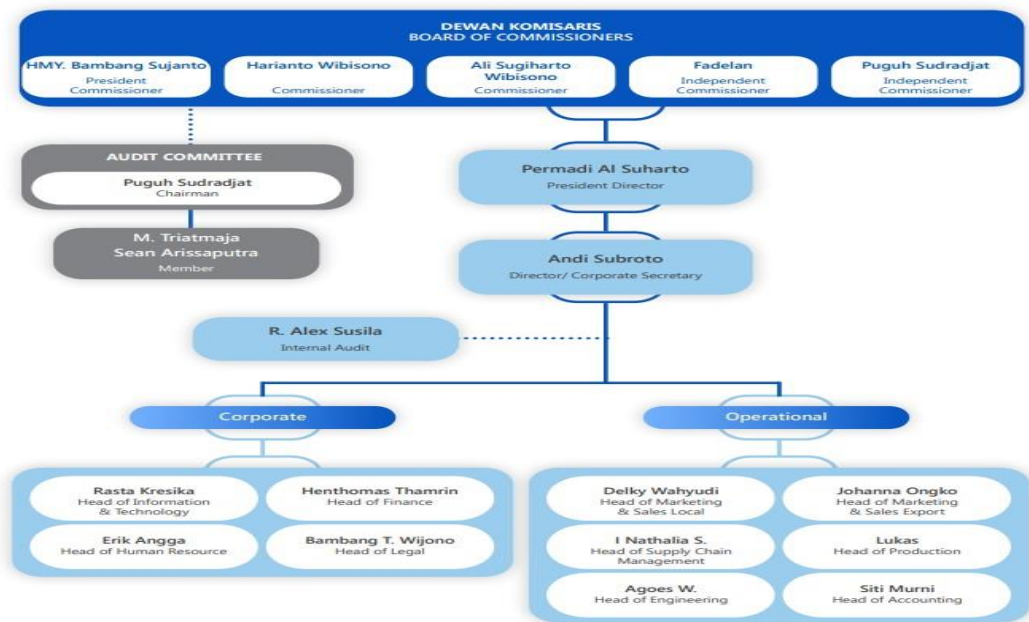 DEWAN KOMISARIS
BOARD OF COMMISSIONERS
HMY. Bambang Sujanto
President
Commissioner
Harianto Wibisono
Commissioner
Ali Sugiharto
Wibisono
Commissioner
Fadelan
Independent
Commissioner
Puguh Sudradjat
Independent
Commissioner
AUDIT COMMITTEE
Puguh Sudradjat
Chairman
M. Triatmaja
Sean Arissaputra
Member
Permadi Al Suharto
President Director
Andi Subroto
Director/ Corporate Secretary
R. Alex Susila
Internal Audit
Corporate
Operational
Rasta Kresika
Head of Information
& Technology
Henthomas Thamrin
Head of Finance
Erik Angga
Head of Human Resource
Bambang T. Wijono
Head of Legal
Delky Wahyudi
Head of Marketing
& Sales Local
Johanna Ongko
Head of Marketing
& Sales Export
I Nathalia S.
Head of Supply Chain
Management
Lukas
Head of Production
Agoes W.
Head of Engineering
Siti Murni
Head of Accounting